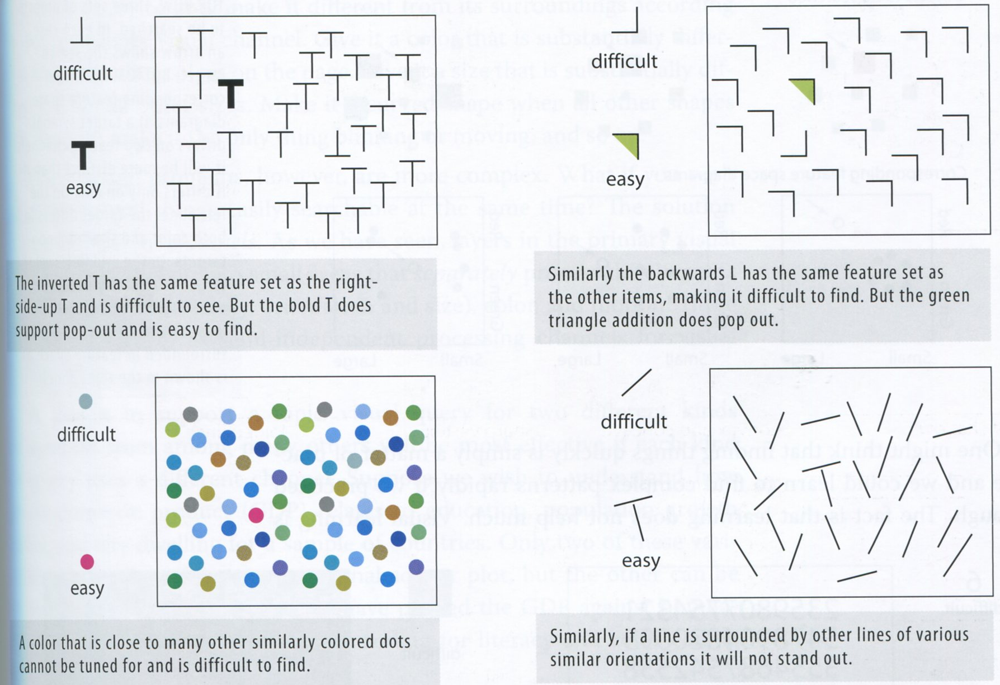 difficult
easy
The inverted T has the same feature set as the right-
side-up T and is difficult to see. But the bold T does
support pop-out and is easy to find.
difficult
easy
Similarly the backwards L has the same feature set as
the other items, making it difficult to find. But the green
triangle addition does pop out.
difficult
easy
A color that is close to many other similarly colored dots
cannot be tuned for and is difficult to find.
difficult
easy
Similarly, if a line is surrounded by other lines of various
similar orientations it will not stand out.